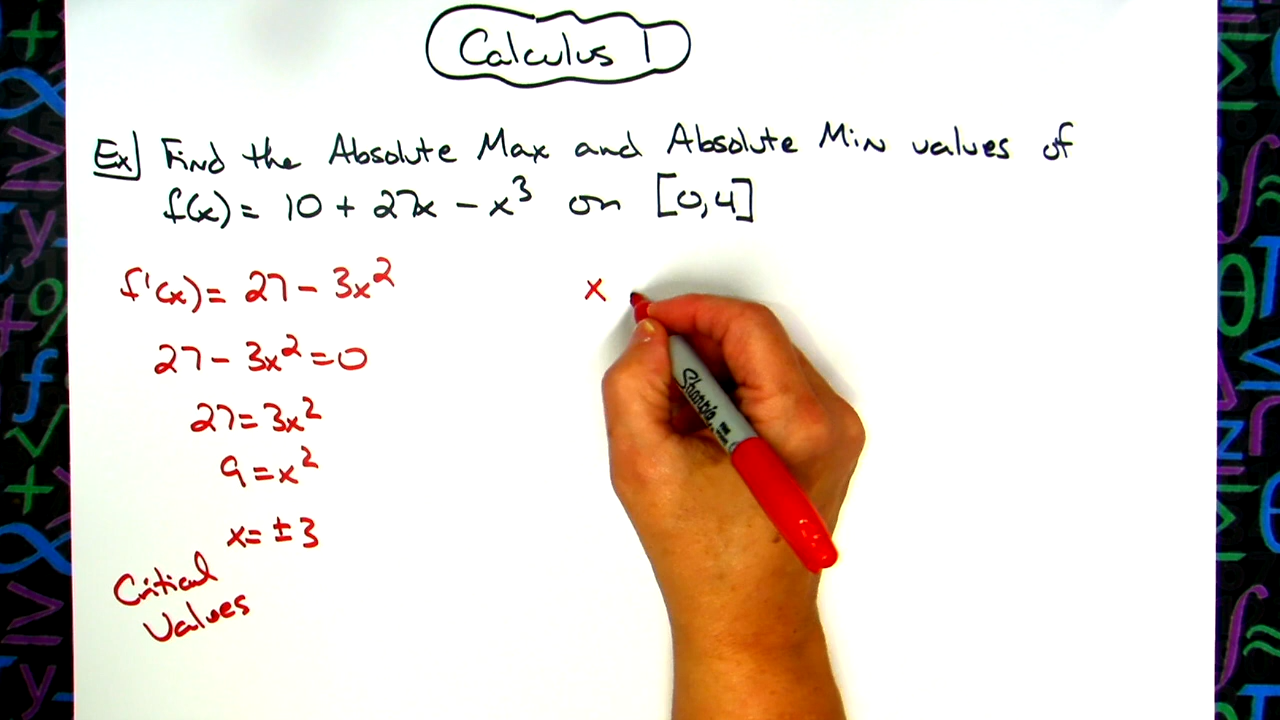 Calculus 1
Ex] Find the Absolute Max and Absolute Min values of
f(x) = 10 + 27x - x³ on [0,4]
f'(x) = 27 - 3x²
27 - 3x² = 0
27 = 3x²
9 = x²
x = ±3
Critical
Values
x
Sharpie